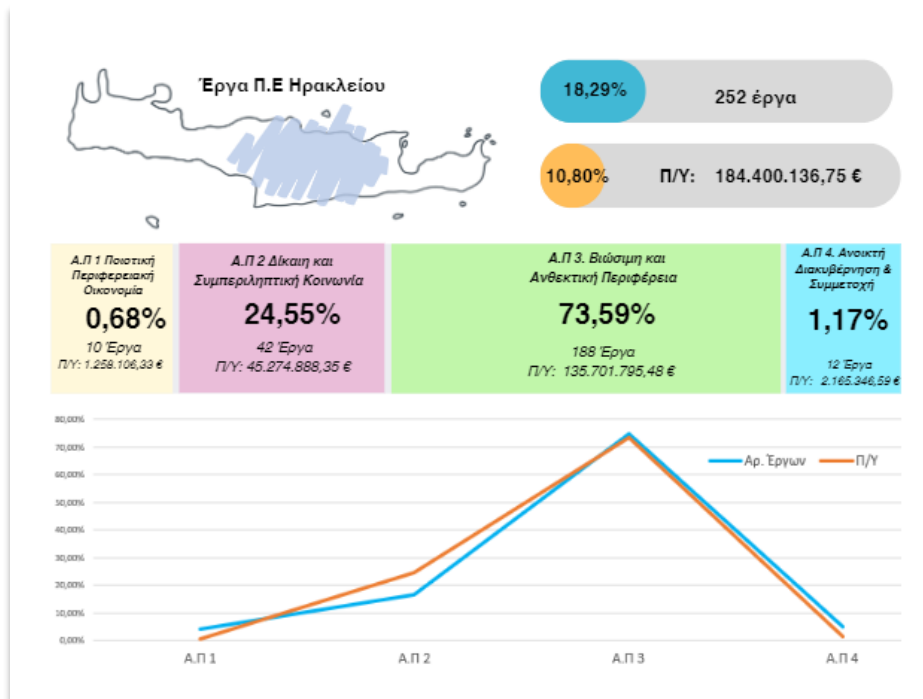 Έργα Π.Ε Ηρακλείου
18,29%
252 έργα
10,80%
Π/Υ: 184.400.136,75 €
Α.Π 1 Ποιοτική
Περιφερειακή
Οικονομία
0,68%
10 Έργα
Π/Υ: 1.258.106,33 €
Α.Π 2 Δίκαιη και
Συμπεριληπτική Κοινωνία
24,55%
42 Έργα
Π/Υ: 45.274.888,35 €
Α.Π 3. Βιώσιμη και
Ανθεκτική Περιφέρεια
73,59%
188 Έργα
Π/Υ: 135.701.795,48 €
Α.Π 4. Ανοικτή
Διακυβέρνηση &
Συμμετοχή
1,17%
12 Έργα
Π/Υ: 2.165.346,59 €
80,00%
70,00%
60,00%
50,00%
40,00%
30,00%
20,00%
10,00%
0,00%
Αρ. Έργων
Π/Υ
Α.Π 1
Α.Π 2
Α.Π 3
Α.Π 4